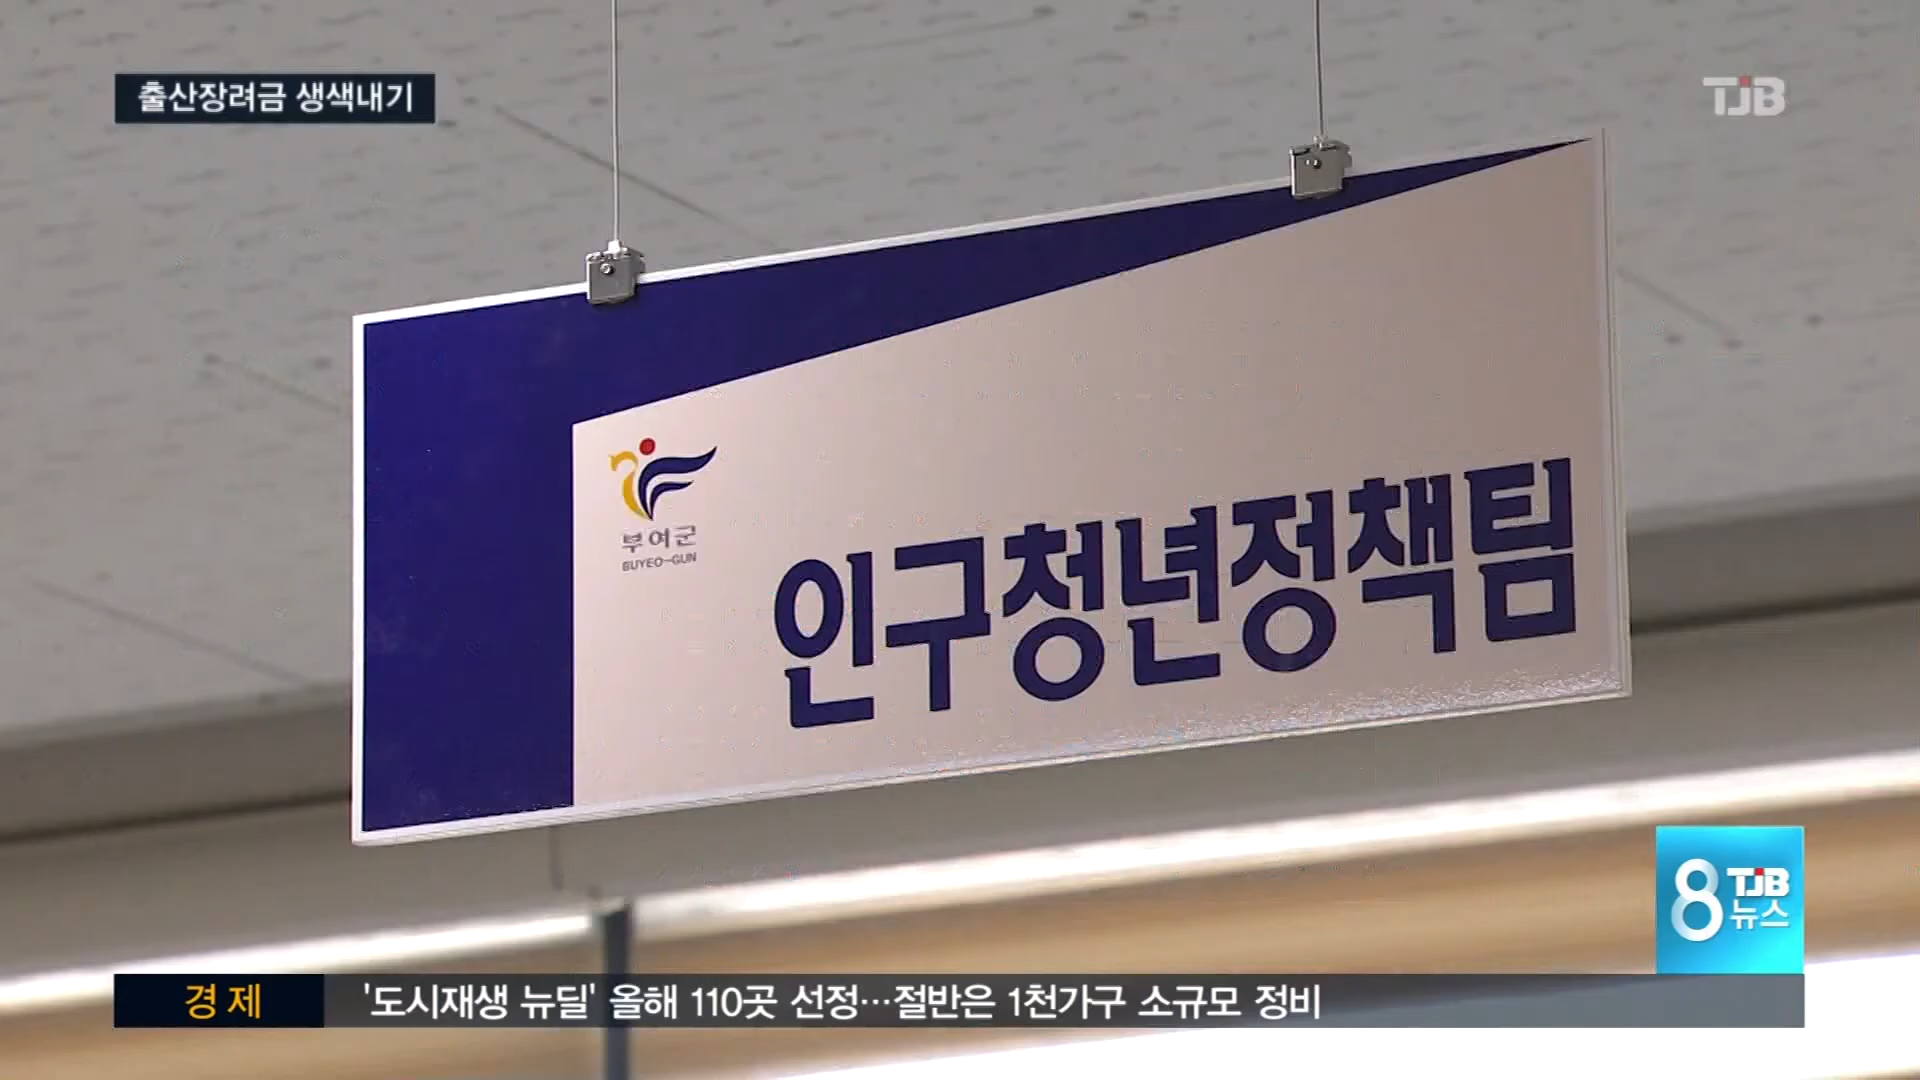 출산장려금 생색내기
TJB
부여군
BUYEO-GUN
인구청년정책팀
8 TJB
뉴스
경제
'도시재생 뉴딜' 올해 110곳 선정...절반은 1천가구 소규모 정비